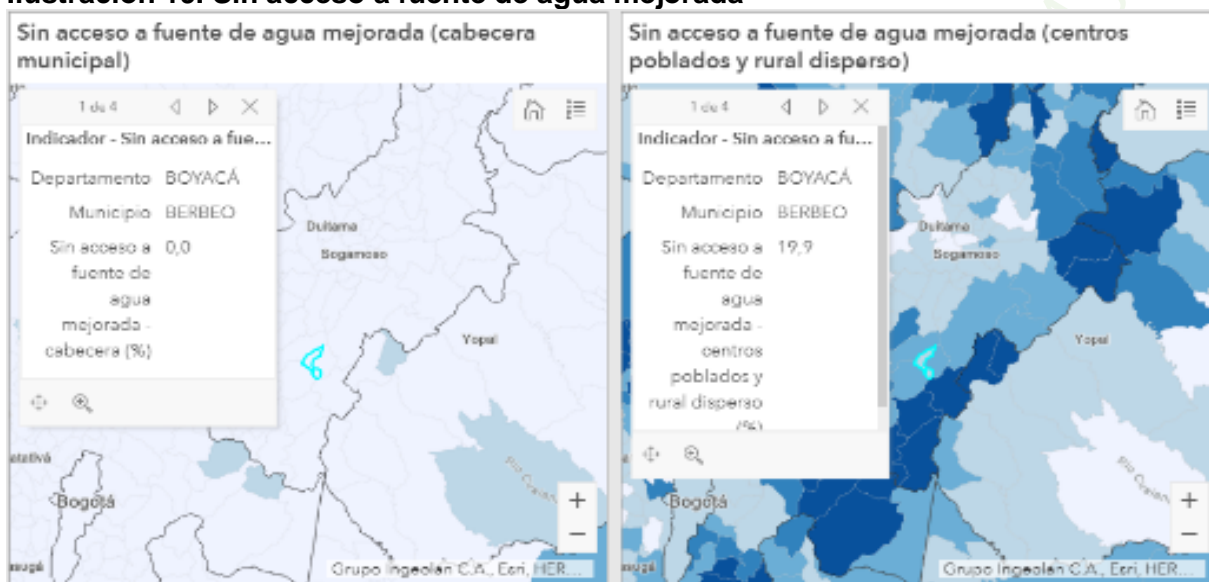 Sin acceso a fuente de agua mejorada (cabecera
municipal)
1 de 4
Indicador - Sin acceso a fue...
Departamento BOYACÁ
Municipio BERBEO
Sin acceso a 0,0
fuente de
agua
mejorada -
cabecera (%)
Duitama
Sogamoso
Yopal
Bogotá
Grupo Ingeolan C.A., Esri, HER...
Sin acceso a fuente de agua mejorada (centros
poblados y rural disperso)
1 de 4
Indicador - Sin acceso a fu...
Departamento BOYACÁ
Municipio BERBEO
Sin acceso a 19,9
fuente de
agua
mejorada -
centros
poblados y
rural disperso
(%)
Duitama
Sogamoso
Yopal
Bogotá
Grupo Ingeolan C.A., Esri, HER...